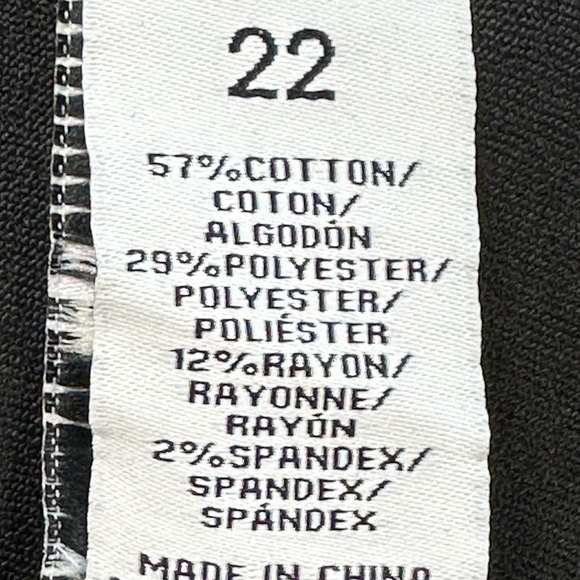 22
57%COTTON/
COTON/
ALGODÓN
29%POLYESTER/
POLYESTER/
POLIÉSTER
12%RAYON/
RAYONNE/
RAYÓN
2%SPANDEX/
SPANDEX/
SPÁNDEX
MADE IN CHINA